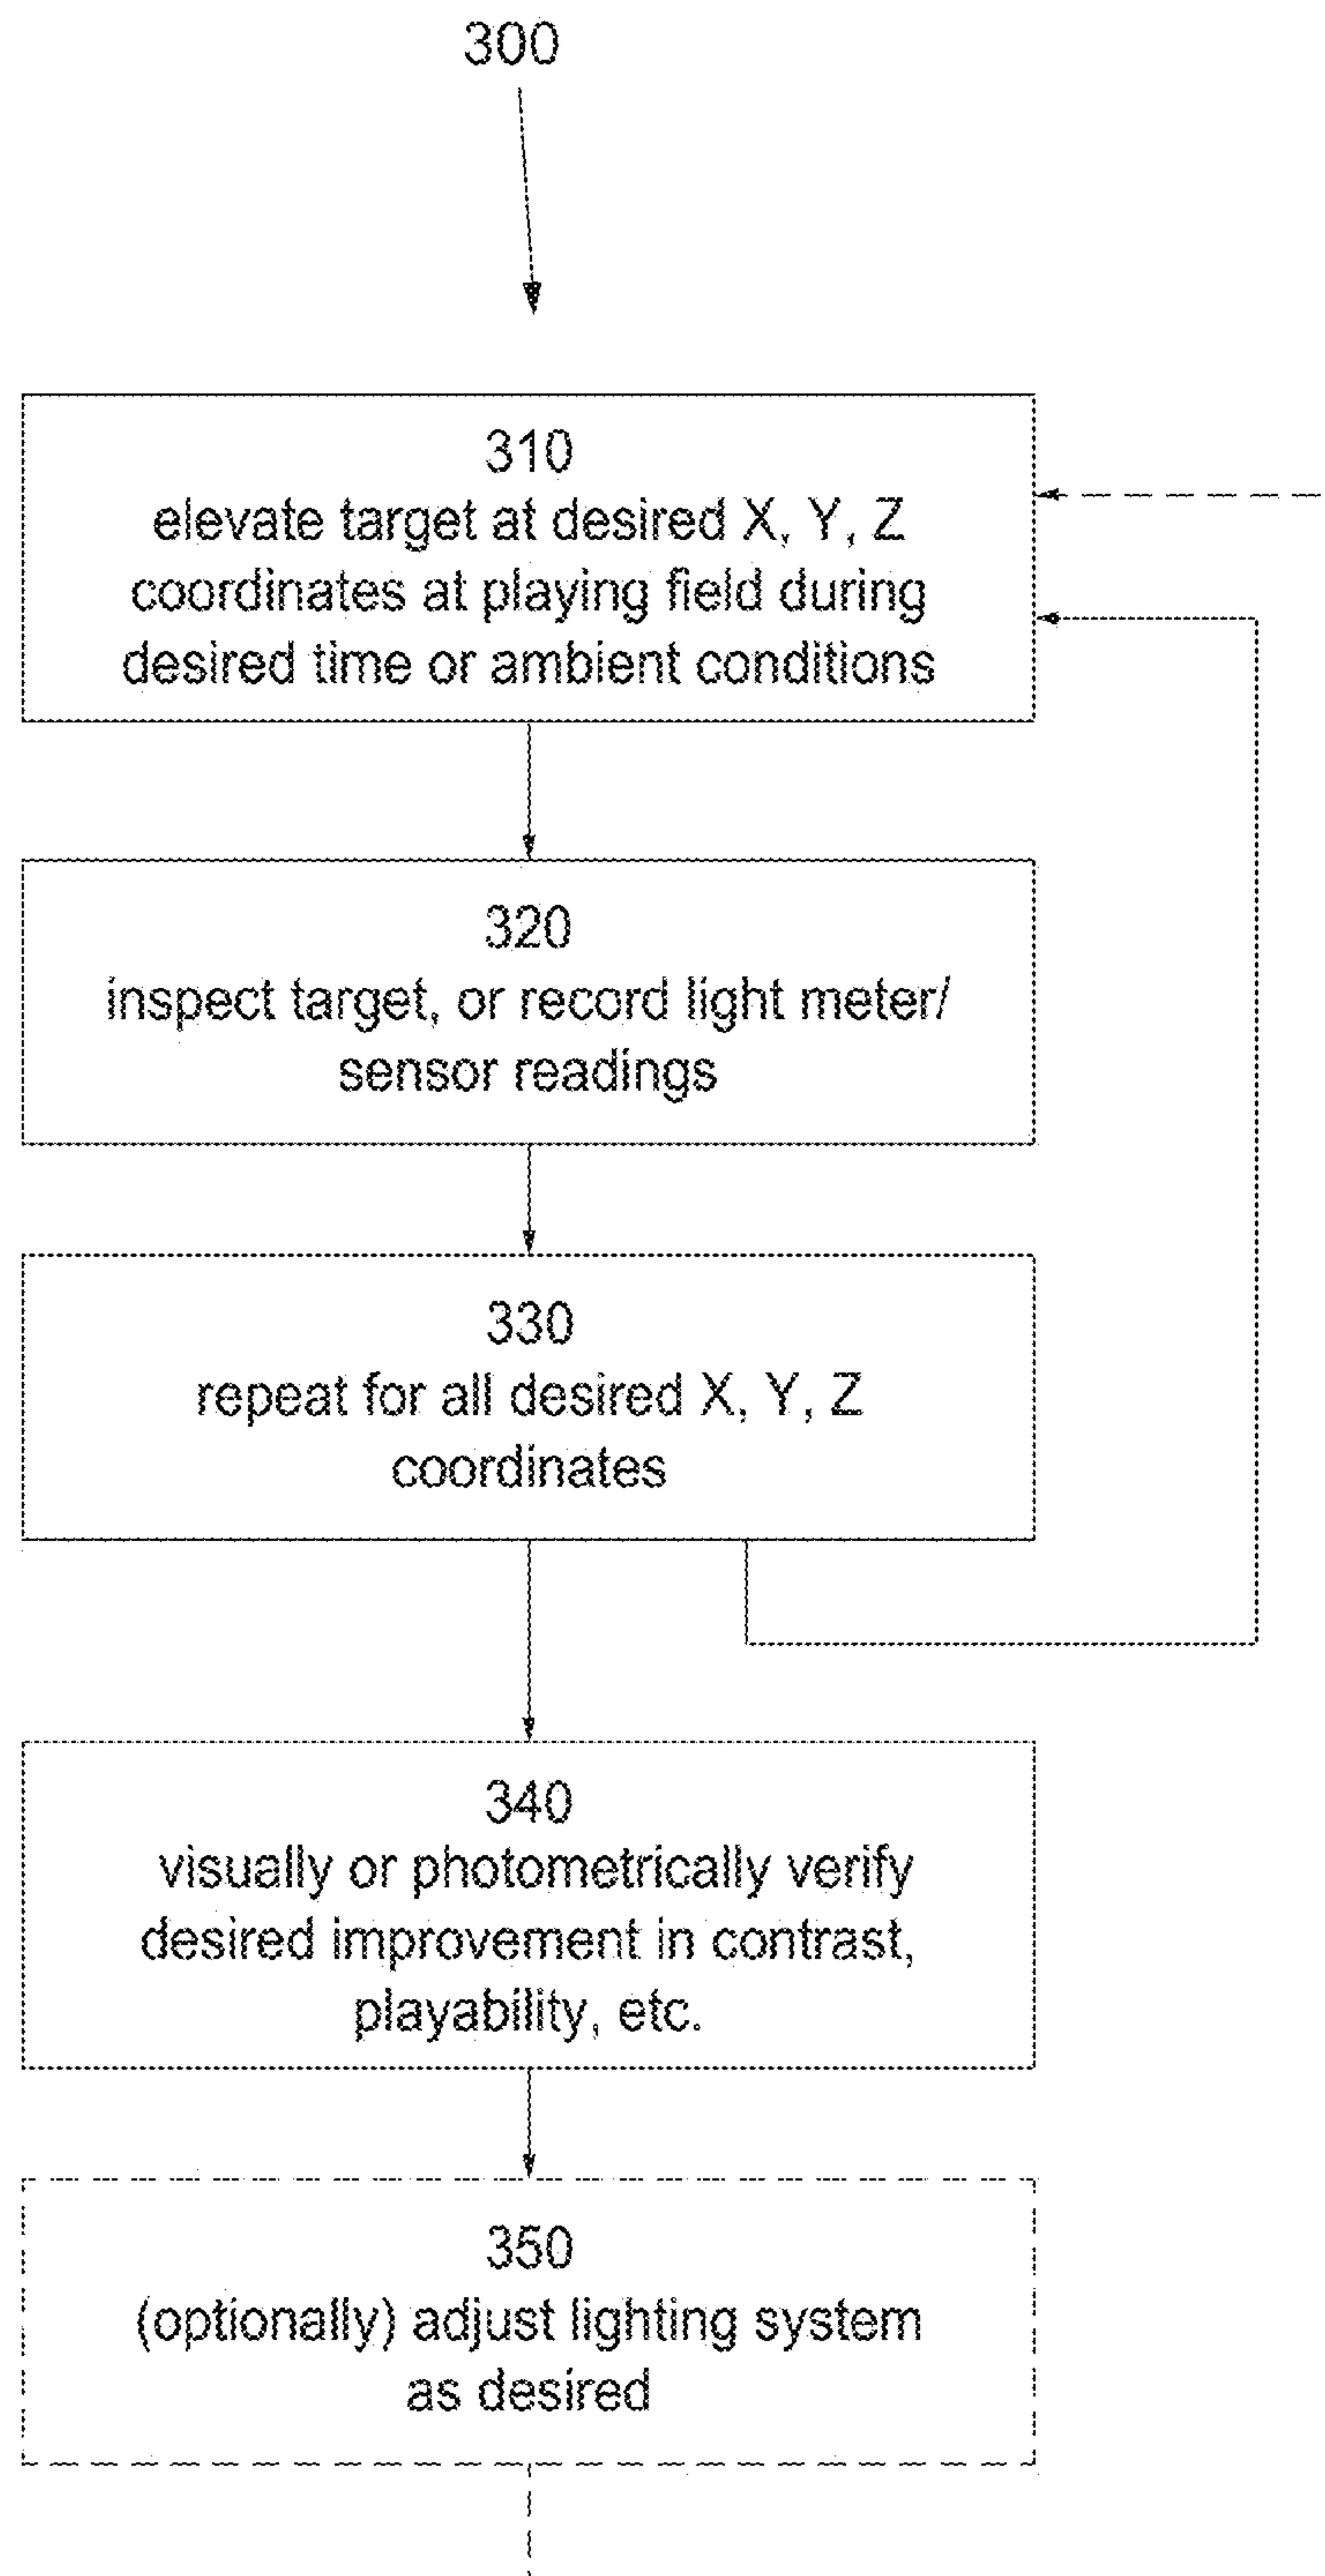 300
310
elevate target at desired X, Y, Z
coordinates at playing field during
desired time or ambient conditions
320
inspect target, or record light meter/
sensor readings
330
repeat for all desired X, Y, Z
coordinates
340
visually or photometrically verify
desired improvement in contrast,
playability, etc.
350
(optionally) adjust lighting system
as desired